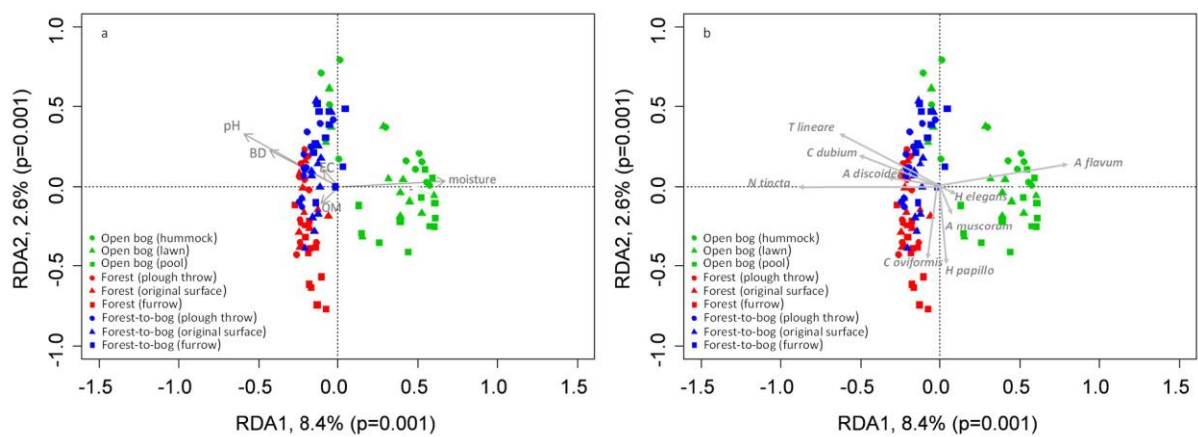 a
RDA2, 2.6% (p=0.001)
1.0
0.5
0.0
-0.5
-1.0
pH
BD
EC
moisture
OM
Open bog (hummock)
Open bog (lawn)
Open bog (pool)
Forest (plough throw)
Forest (original surface)
Forest (furrow)
Forest-to-bog (plough throw)
Forest-to-bog (original surface)
Forest-to-bog (furrow)
-1.5 -1.0 -0.5 0.0 0.5 1.0 1.5
RDA1, 8.4% (p=0.001)
b
RDA2, 2.6% (p=0.001)
1.0
0.5
0.0
-0.5
-1.0
T lineare
C dubium
A flavum
A discoides
N tincta
H elegans
A muscorum
C oviformis
H papillo
Open bog (hummock)
Open bog (lawn)
Open bog (pool)
Forest (plough throw)
Forest (original surface)
Forest (furrow)
Forest-to-bog (plough throw)
Forest-to-bog (original surface)
Forest-to-bog (furrow)
-1.5 -1.0 -0.5 0.0 0.5 1.0 1.5
RDA1, 8.4% (p=0.001)